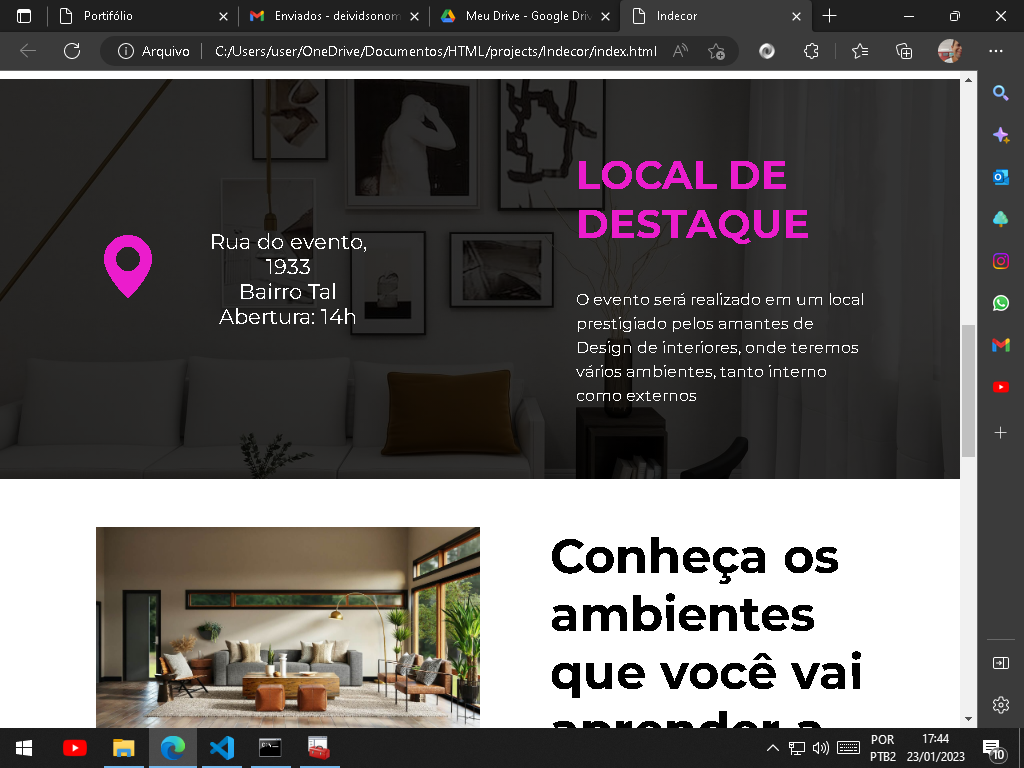 Portifólio
Enviados - deividsonom
Meu Drive - Google Driv
Indecor
Arquivo
C:/Users/user/OneDrive/Documentos/HTML/projects/Indecor/index.html
LOCAL DE
DESTAQUE
Rua do evento,
1933
Bairro Tal
Abertura: 14h
O evento será realizado em um local
prestigiado pelos amantes de
Design de interiores, onde teremos
vários ambientes, tanto interno
como externos
Conheça os
ambientes
que você vai
aprender a
POR
PTB2
17:44
23/01/2023
10